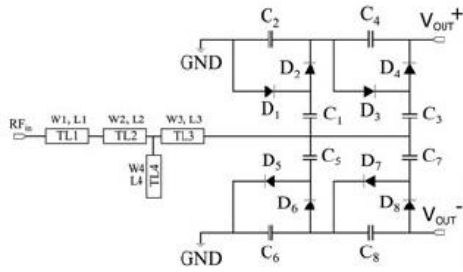 C2 C4 VOUT+
GND
D2 D4
D1 D3
W1, L1 W2, L2 W3, L3 C1 C3
RFin TL1 TL2 TL3
W4 L4 TL4
C5 C7
D5 D7
D6 D8
VOUT-
GND
C6 C8